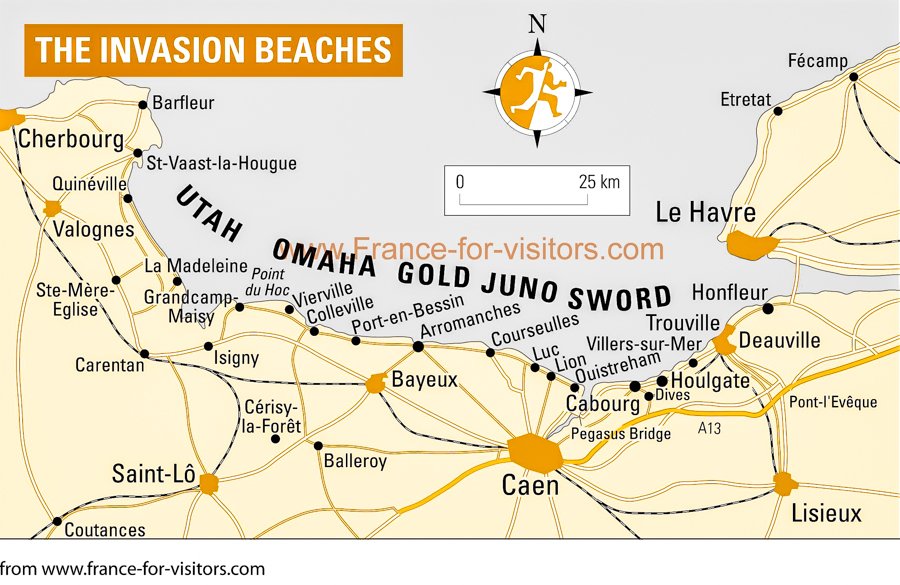 THE INVASION BEACHES
N
Fécamp
Etretat
Barfleur
Cherbourg
St-Vaast-la-Hougue
0 25 km
Quinéville
UTAH
Valognes
Le Havre
www.France-for-visitors.com
OMAHA
GOLD
JUNO
SWORD
La Madeleine
Point
du Hoc
Ste-Mère-
Eglise
Grandcamp-
Maisy
Vierville
Colleville
Port-en-Bessin
Arromanches
Courseulles
Luc
Lion
Ouistreham
Honfleur
Trouville
Villers-sur-Mer
Deauville
Carentan
Isigny
Bayeux
Houlgate
Cabourg
Dives
Pont-l'Evêque
Cérisy-
la-Forêt
Pegasus Bridge
A13
Balleroy
Saint-Lô
Caen
Lisieux
Coutances
from www.france-for-visitors.com